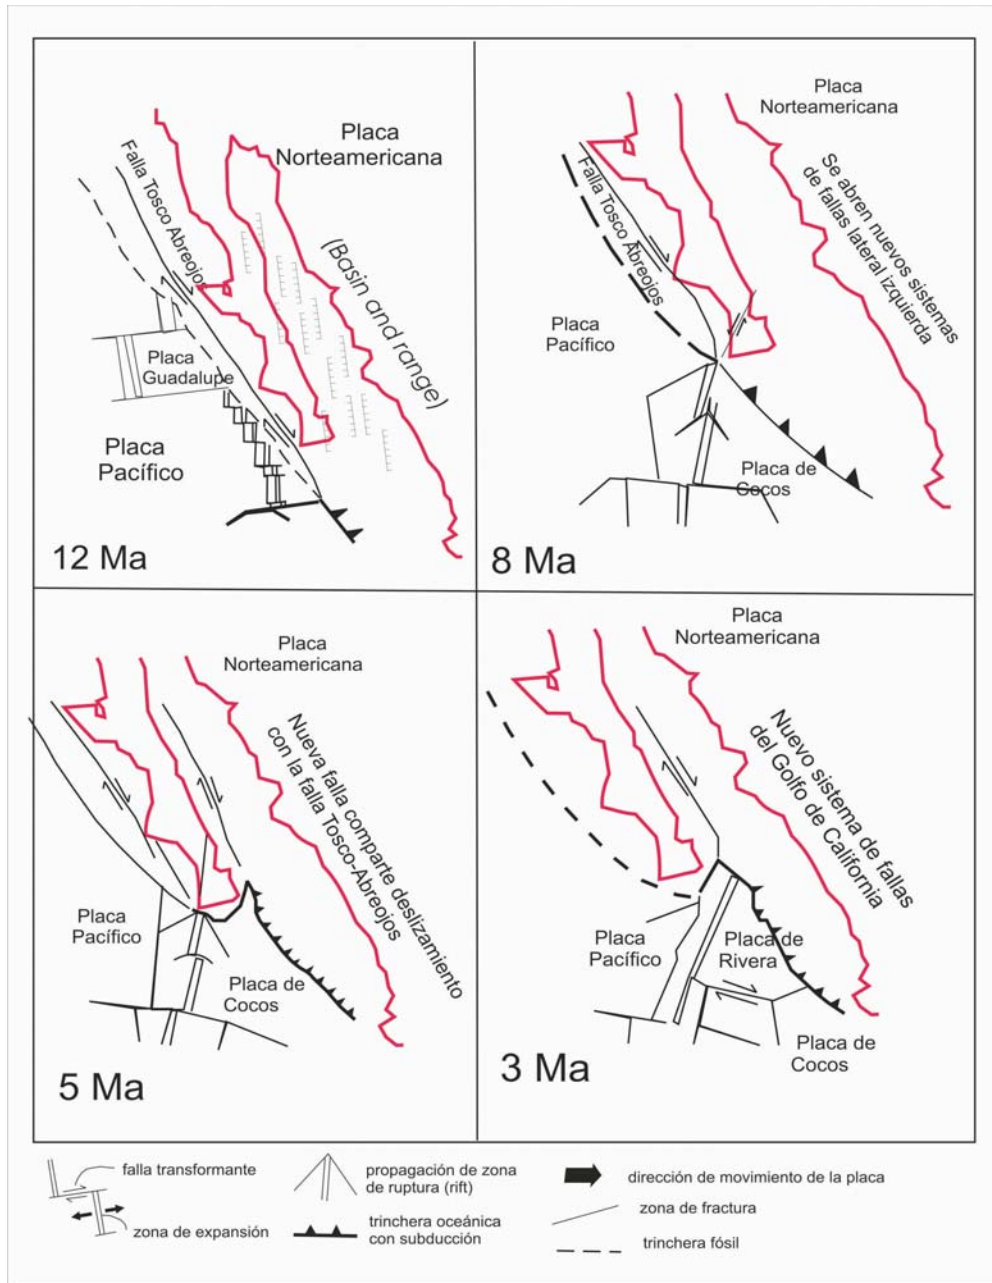 Placa
Norteamericana
Falla Tosco Abreojos
(Basin and range)
Placa
Guadalupe
Placa
Pacífico
12 Ma
Placa
Norteamericana
Falla Tosco Abreojos
Se abren nuevos sistemas
de fallas lateral izquierda
Placa
Pacífico
Placa de
Cocos
8 Ma
Placa
Norteamericana
Nueva falla comparte deslizamiento
con la falla Tosco-Abreojos
Placa
Pacífico
Placa de
Cocos
5 Ma
Placa
Norteamericana
Nuevo sistema de fallas
del Golfo de California
Placa
Pacífico
Placa de
Rivera
Placa de
Cocos
3 Ma
falla transformante
zona de expansión
propagación de zona
de ruptura (rift)
trinchera oceánica
con subducción
dirección de movimiento de la placa
zona de fractura
trinchera fósil